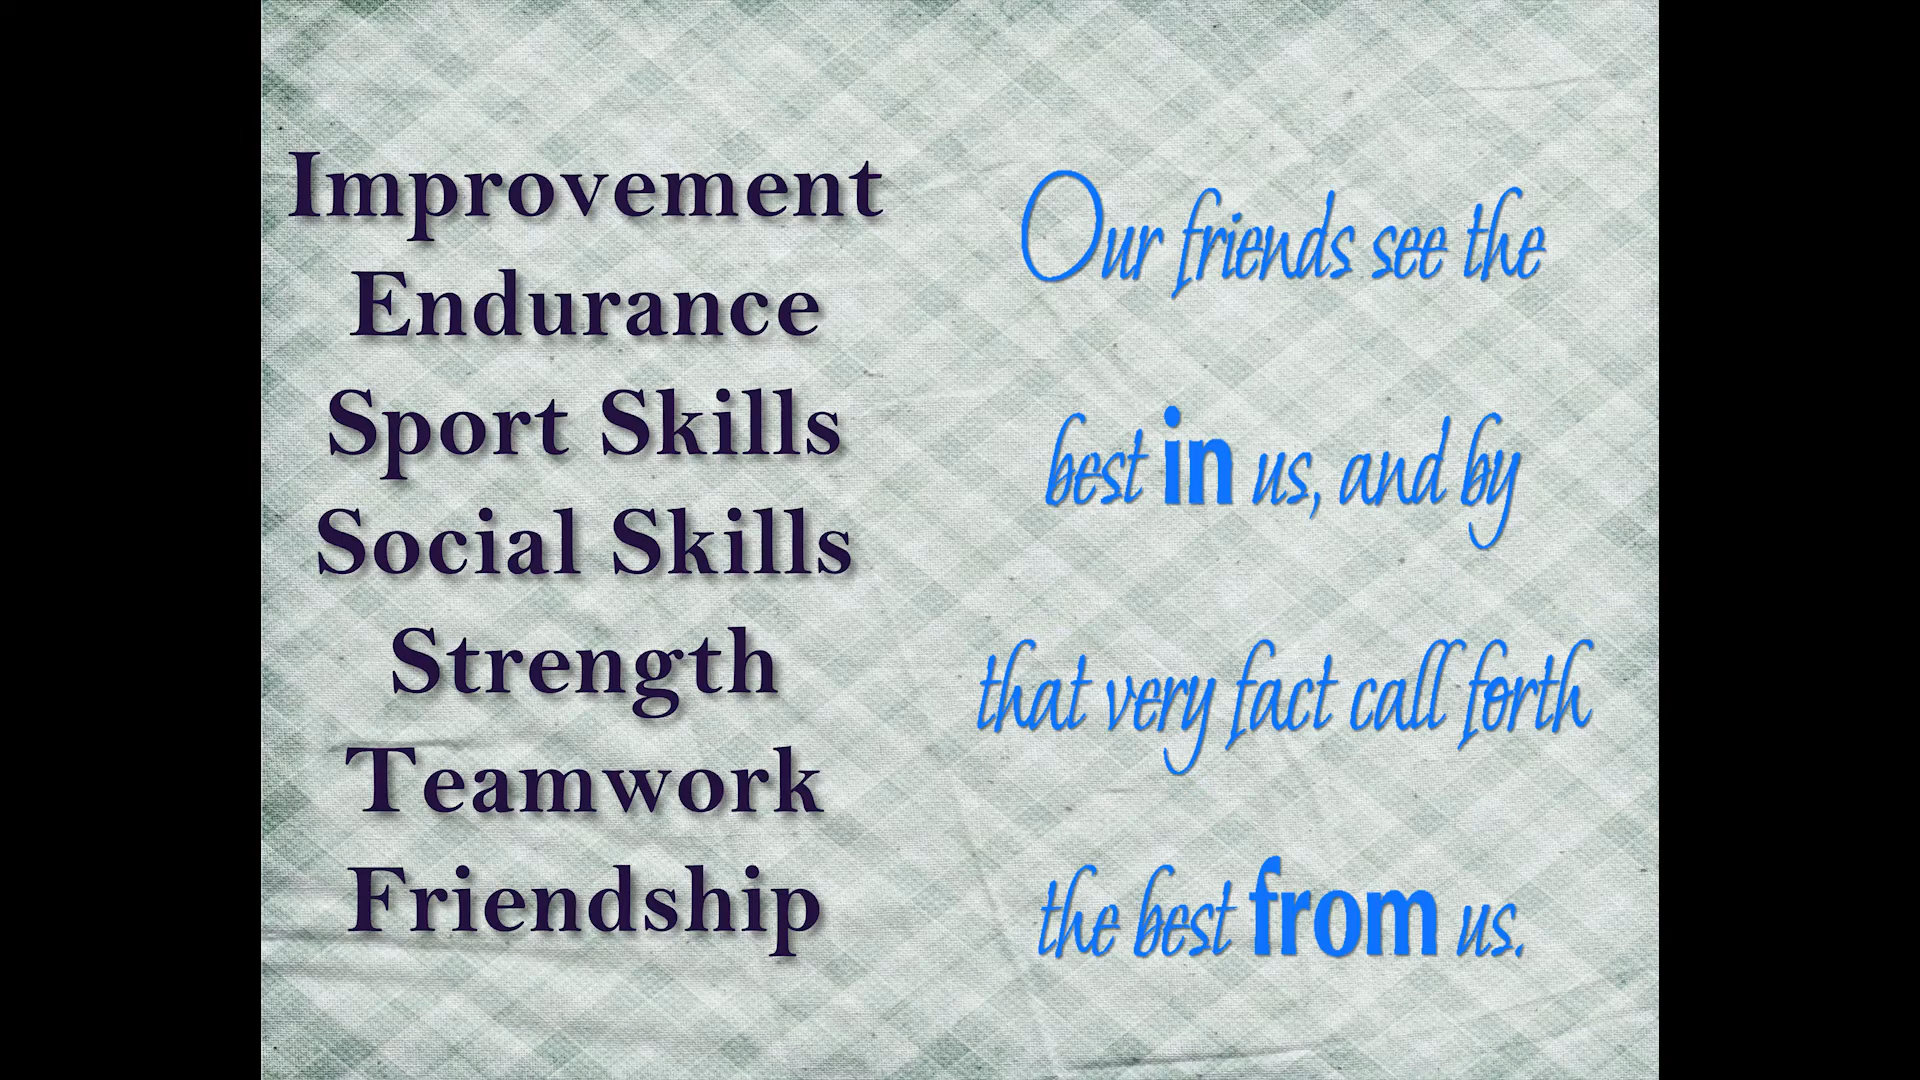 Improvement
Endurance
Sport Skills
Social Skills
Strength
Teamwork
Friendship
Our friends see the
best in us, and by
that very fact call forth
the best from us.